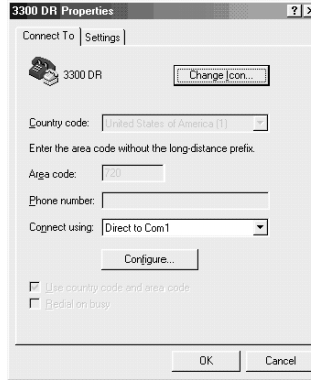 3300 DR Properties
Connect To Settings
3300 DR Change Icon...
Country code: United States of America (1)
Enter the area code without the long-distance prefix.
Area code: 720
Phone number:
Connect using: Direct to Com1
Configure...
Use country code and area code
Redial on busy
OK Cancel